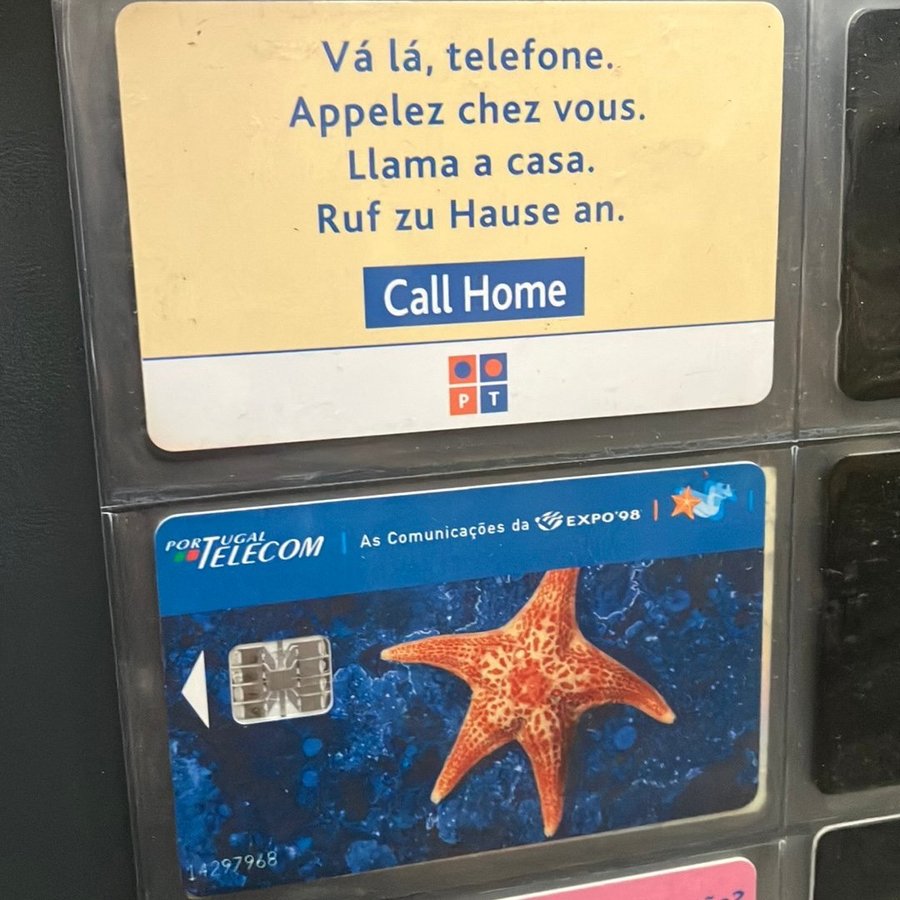 Vá lá, telefone.
Appelez chez vous.
Llama a casa.
Ruf zu Hause an.
Call Home
P T
PORTUGAL TELECOM
As Comunicações da EXPO'98
14297968